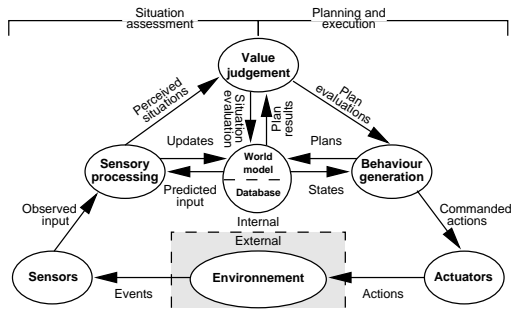 Situation
assessment
Planning and
execution
Value
judgement
Perceived
situations
Situation
evaluation
Plan
results
Plan
evaluations
Updates
Plans
Sensory
processing
World
model
Database
Behaviour
generation
Predicted
input
States
Observed
input
Internal
External
Commanded
actions
Sensors
Environnement
Actuators
Events
Actions